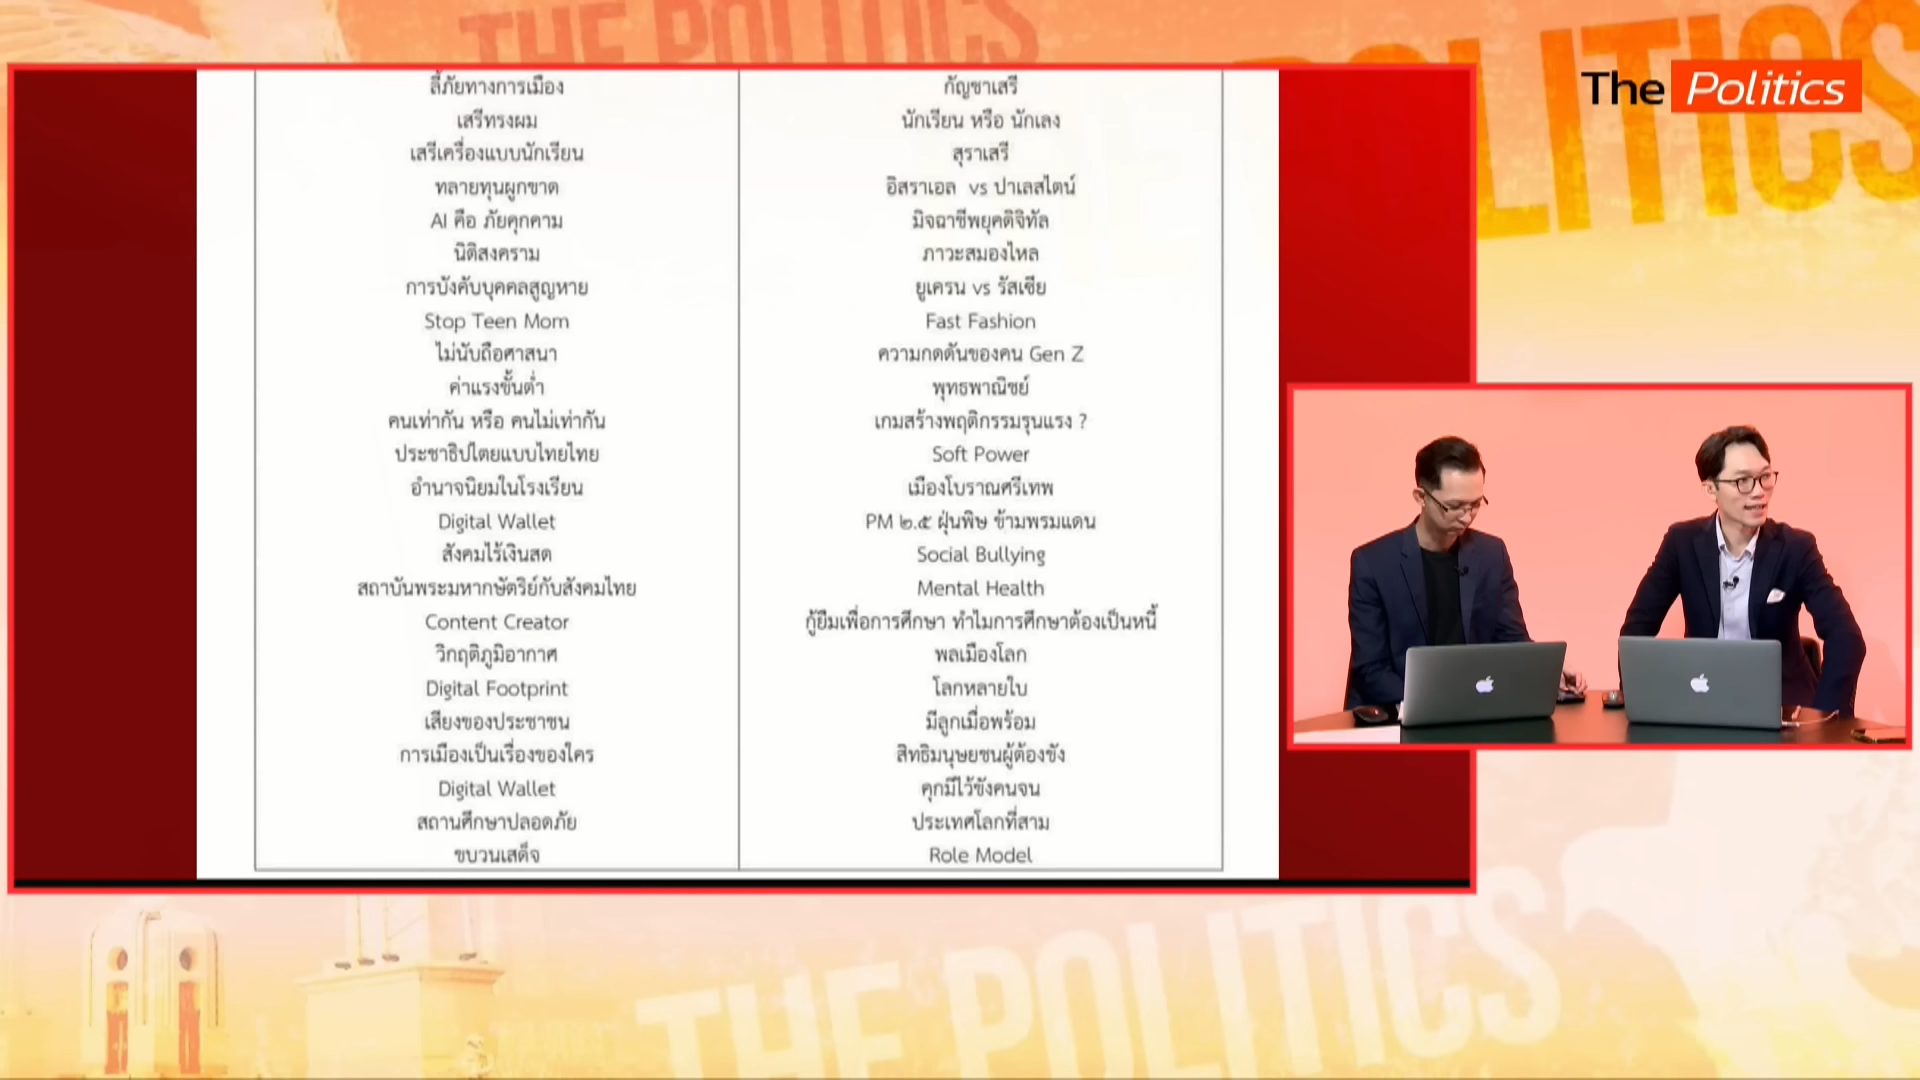 THE POLITICS
POLITICS
The Politics
ลี้ภัยทางการเมือง
กัญชาเสรี
เสรีทรงผม
นักเรียน หรือ นักเลง
เสรีเครื่องแบบนักเรียน
สุราเสรี
ทลายทุนผูกขาด
อิสราเอล vs ปาเลสไตน์
AI คือ ภัยคุกคาม
มิจฉาชีพยุคดิจิทัล
นิติสงคราม
ภาวะสมองไหล
การบังคับบุคคลสูญหาย
ยูเครน vs รัสเซีย
Stop Teen Mom
Fast Fashion
ไม่นับถือศาสนา
ความกดดันของคน Gen Z
ค่าแรงขั้นต่ำ
พุทธพาณิชย์
คนเท่ากัน หรือ คนไม่เท่ากัน
เกมสร้างพฤติกรรมรุนแรง ?
ประชาธิปไตยแบบไทยไทย
Soft Power
อำนาจนิยมในโรงเรียน
เมืองโบราณศรีเทพ
Digital Wallet
PM ๒.๕ ฝุ่นพิษ ข้ามพรมแดน
สังคมไร้เงินสด
Social Bullying
สถาบันพระมหากษัตริย์กับสังคมไทย
Mental Health
Content Creator
กู้ยืมเพื่อการศึกษา ทำไมการศึกษาต้องเป็นหนี้
วิกฤติภูมิอากาศ
พลเมืองโลก
Digital Footprint
โลกหลายใบ
เสียงของประชาชน
มีลูกเมื่อพร้อม
การเมืองเป็นเรื่องของใคร
สิทธิมนุษยชนผู้ต้องขัง
Digital Wallet
คุกมีไว้ขังคนจน
สถานศึกษาปลอดภัย
ประเทศโลกที่สาม
ขบวนเสด็จ
Role Model
THE POLITICS